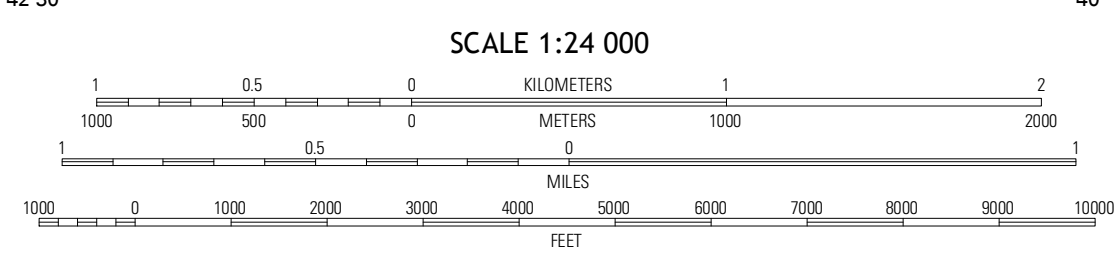 42'30" 40'
SCALE 1:24 000
1 0.5 0 KILOMETERS 1 2
1000 500 0 METERS 1000 2000
1 0.5 0 1
MILES
1000 0 1000 2000 3000 4000 5000 6000 7000 8000 9000 10000
FEET